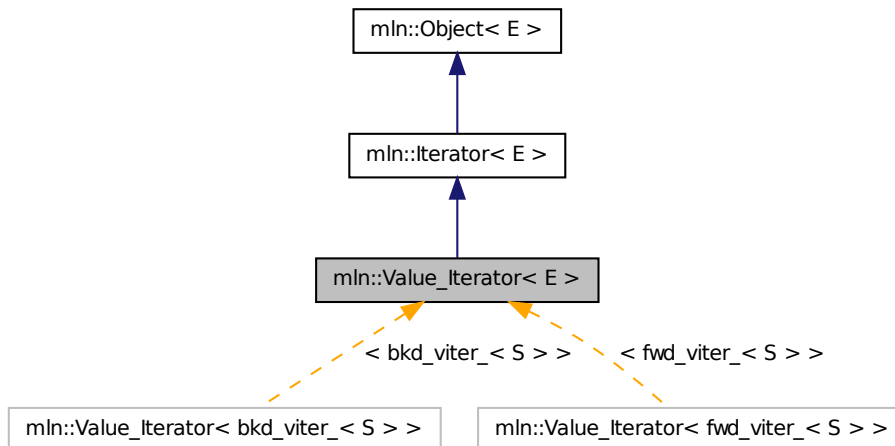 mln::Object< E >
mln::Iterator< E >
mln::Value_Iterator< E >
< bkd_viter_< S > >
< fwd_viter_< S > >
mln::Value_Iterator< bkd_viter_< S > >
mln::Value_Iterator< fwd_viter_< S > >